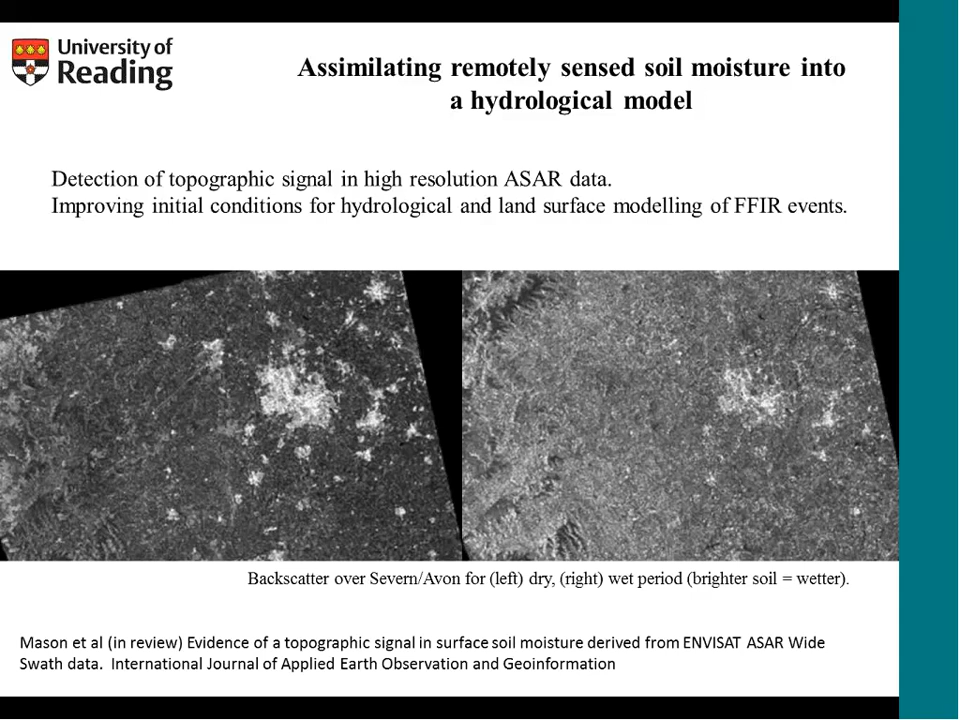 University of
Reading
Assimilating remotely sensed soil moisture into
a hydrological model
Detection of topographic signal in high resolution ASAR data.
Improving initial conditions for hydrological and land surface modelling of FFIR events.
Backscatter over Severn/Avon for (left) dry, (right) wet period (brighter soil = wetter).
Mason et al (in review) Evidence of a topographic signal in surface soil moisture derived from ENVISAT ASAR Wide
Swath data. International Journal of Applied Earth Observation and Geoinformation